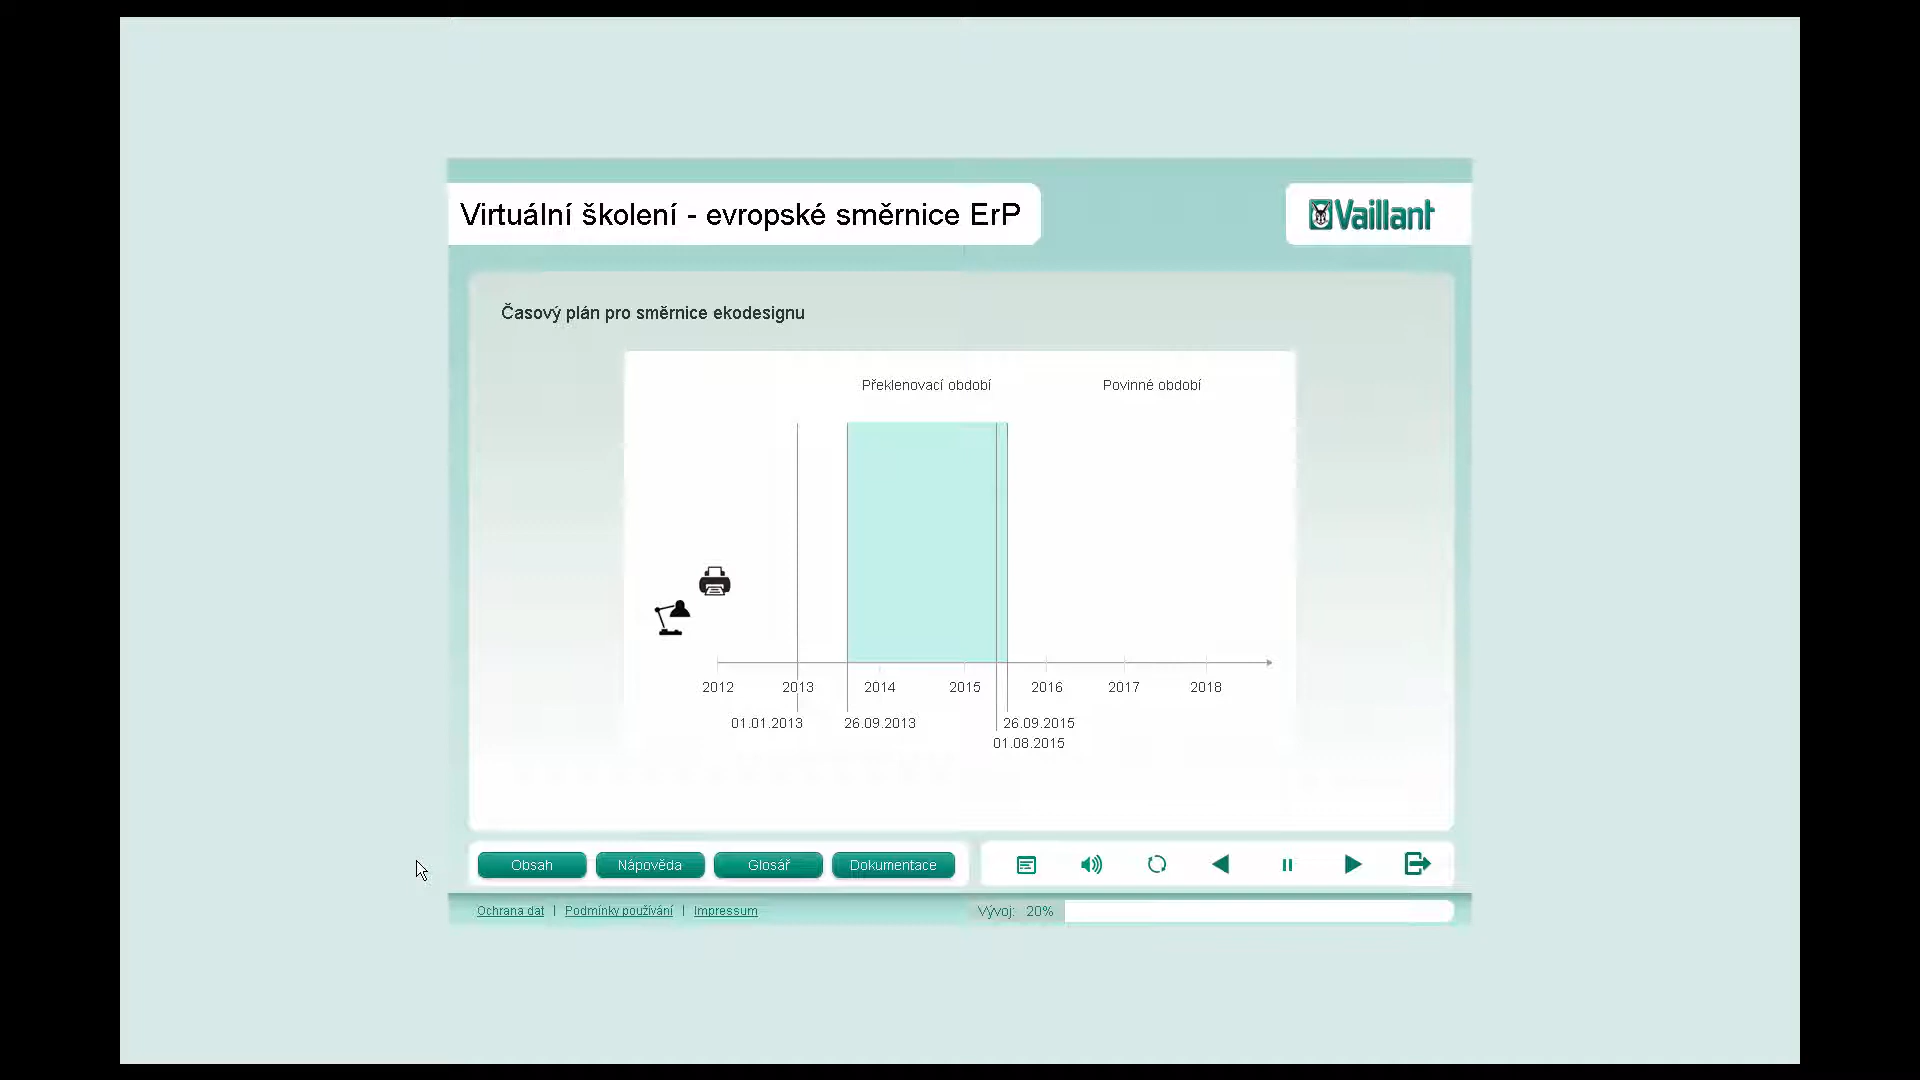 Virtuální školení - evropské směrnice ErP
Vaillant
Časový plán pro směrnice ekodesignu
Překlenovací období
Povinné období
2012 2013 2014 2015 2016 2017 2018
01.01.2013 26.09.2013 26.09.2015
01.08.2015
Obsah Nápověda Glosář Dokumentace
Ochrana dat | Podmínky používání | Impressum
Vývoj: 20%